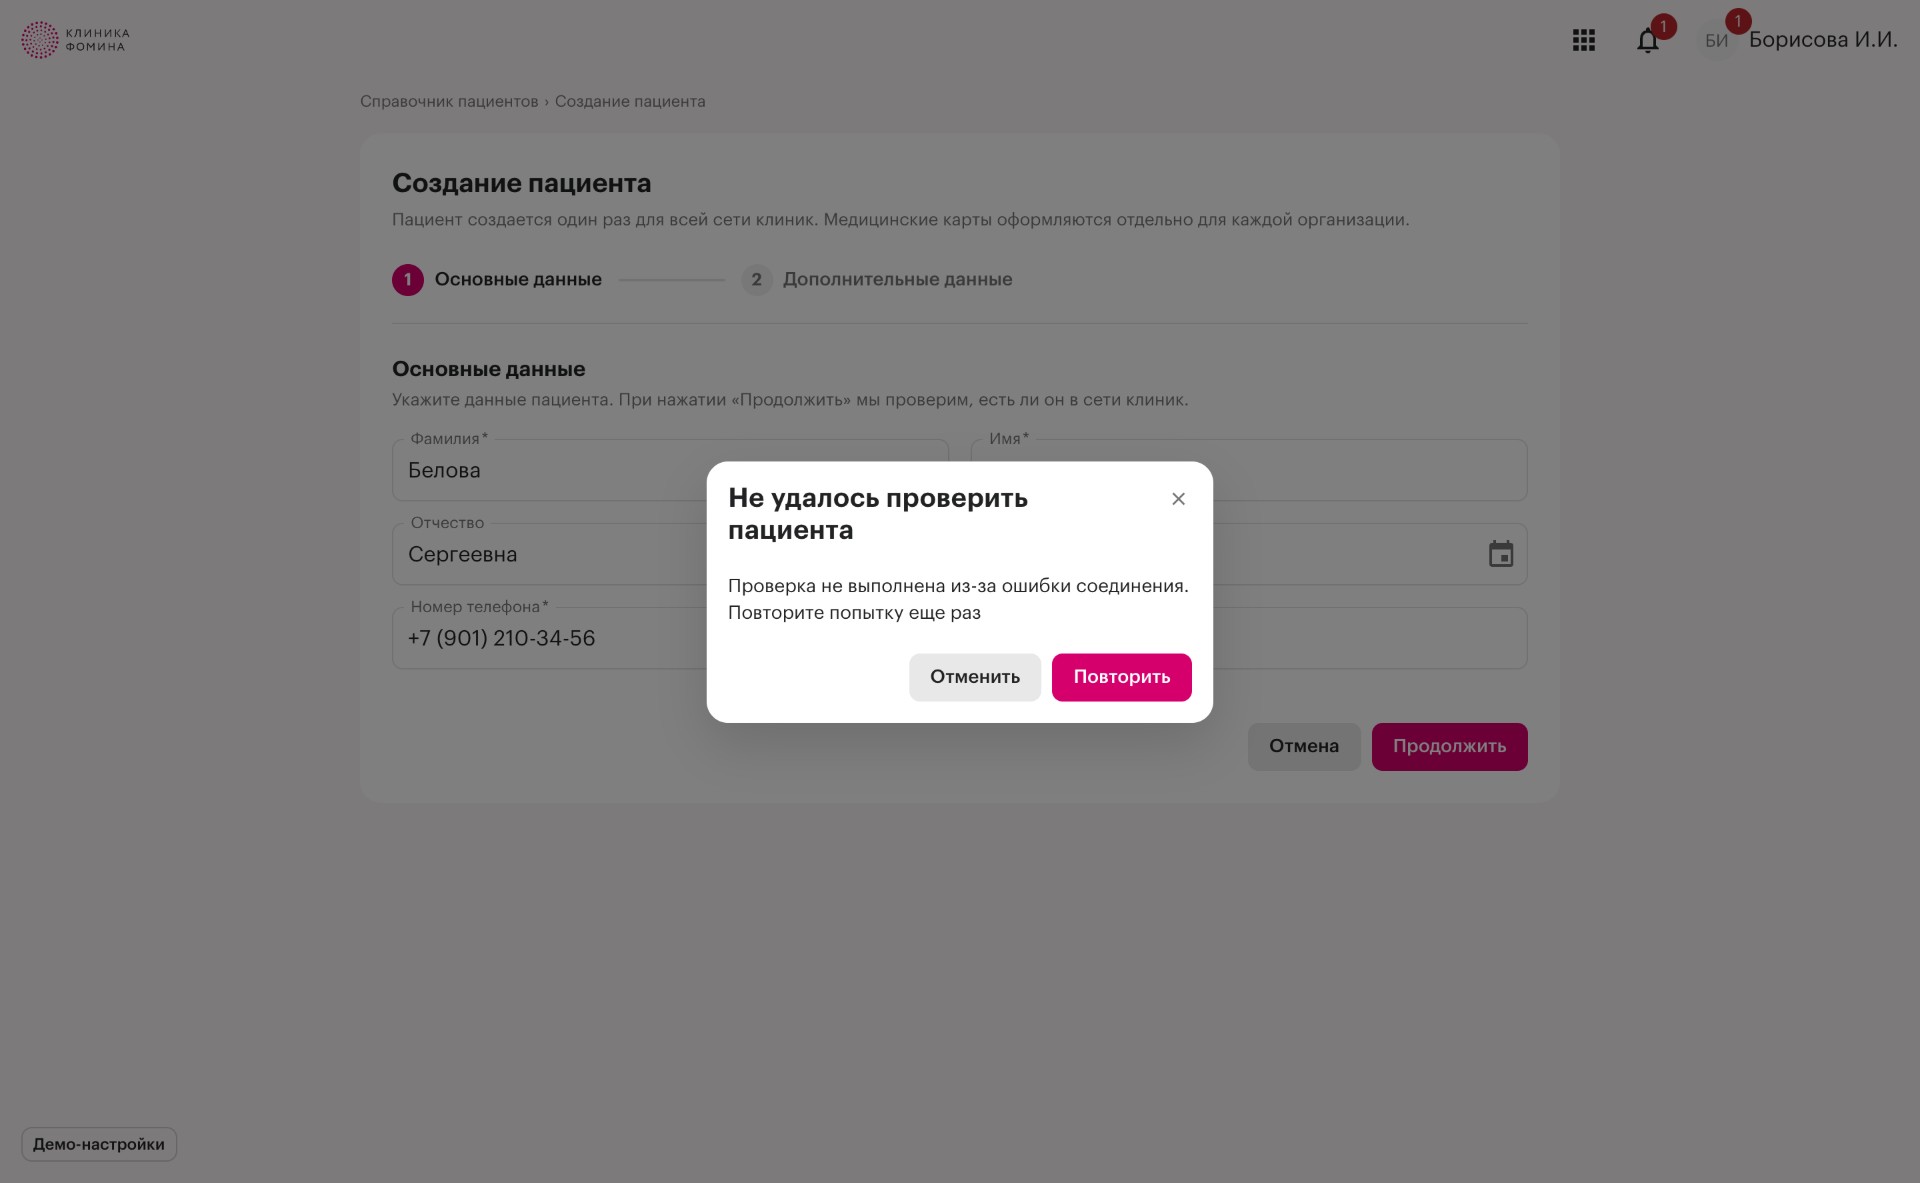 КЛИНИКА
ФОМИНА
1
БИ
1
Борисова И.И.
Справочник пациентов › Создание пациента
Создание пациента
Пациент создается один раз для всей сети клиник. Медицинские карты оформляются отдельно для каждой организации.
1 Основные данные
2 Дополнительные данные
Основные данные
Укажите данные пациента. При нажатии «Продолжить» мы проверим, есть ли он в сети клиник.
Фамилия*
Белова
Имя*
Отчество
Сергеевна
Номер телефона*
+7 (901) 210-34-56
Не удалось проверить
пациента
Проверка не выполнена из-за ошибки соединения.
Повторите попытку еще раз
Отменить
Повторить
Отмена
Продолжить
Демо-настройки